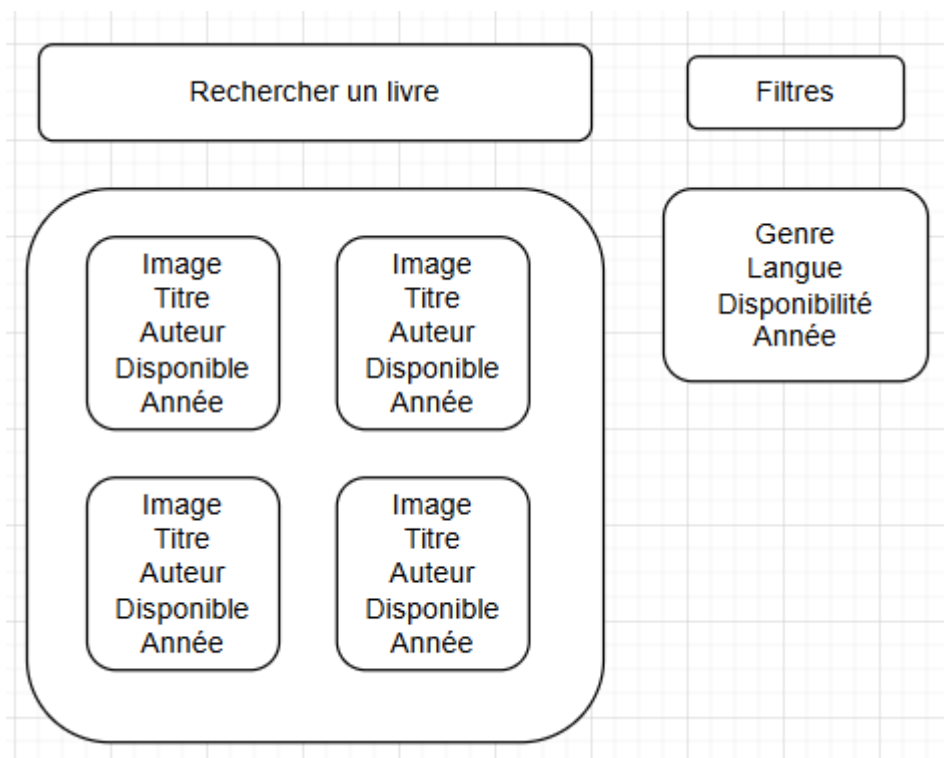 Rechercher un livre
Filtres
Image
Titre
Auteur
Disponible
Année
Image
Titre
Auteur
Disponible
Année
Genre
Langue
Disponibilité
Année
Image
Titre
Auteur
Disponible
Année
Image
Titre
Auteur
Disponible
Année